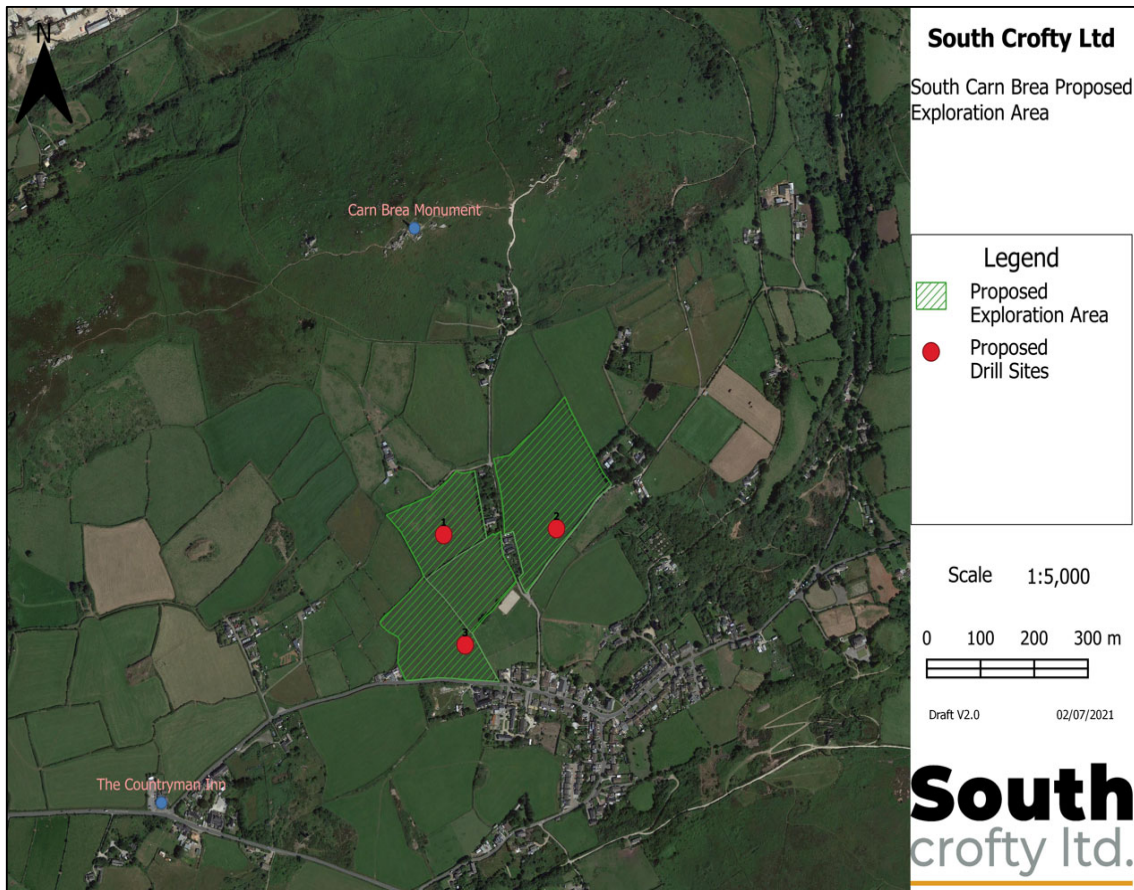 N
Carn Brea Monument
1
2
3
The Countryman Inn
South Crofty Ltd
South Carn Brea Proposed
Exploration Area
Legend
Proposed
Exploration Area
Proposed
Drill Sites
Scale 1:5,000
0 100 200 300 m
Draft V2.0 02/07/2021
South
crofty ltd.